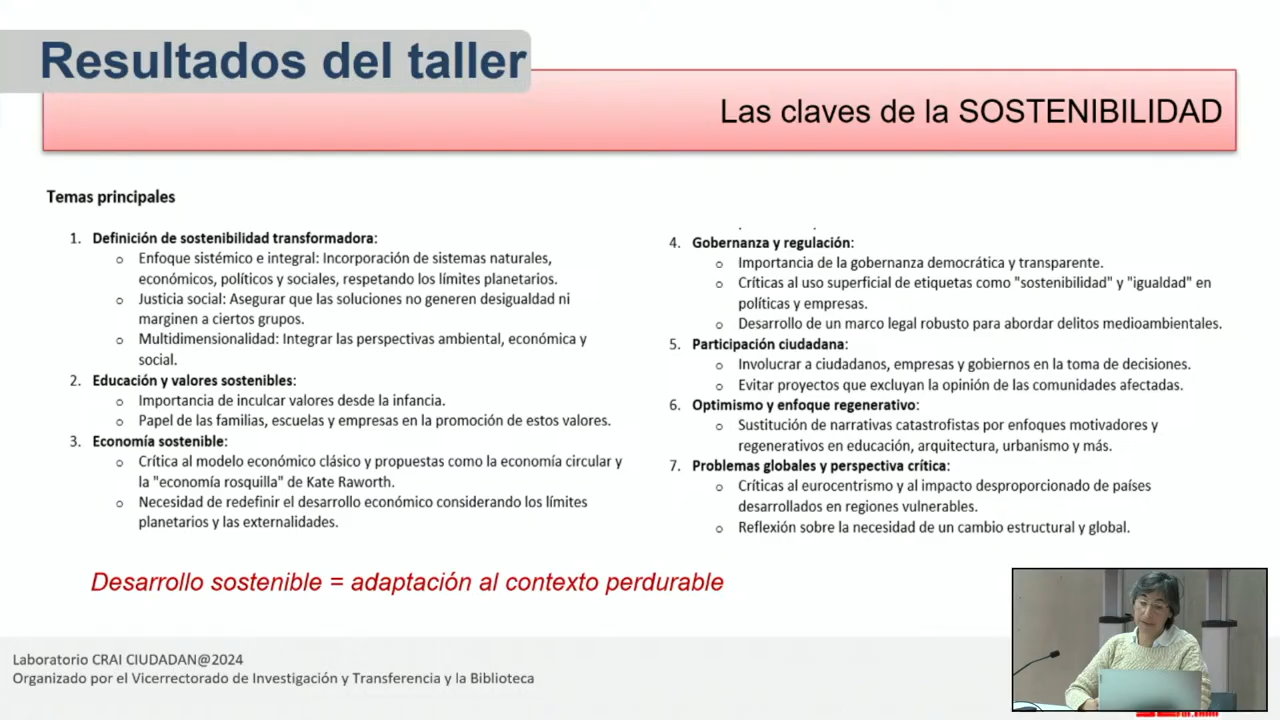 Resultados del taller
Las claves de la SOSTENIBILIDAD
Temas principales
1. Definición de sostenibilidad transformadora:
o Enfoque sistémico e integral: Incorporación de sistemas naturales,
económicos, políticos y sociales, respetando los límites planetarios.
o Justicia social: Asegurar que las soluciones no generen desigualdad ni
marginen a ciertos grupos.
o Multidimensionalidad: Integrar las perspectivas ambiental, económica y
social.
2. Educación y valores sostenibles:
o Importancia de inculcar valores desde la infancia.
o Papel de las familias, escuelas y empresas en la promoción de estos valores.
3. Economía sostenible:
o Crítica al modelo económico clásico y propuestas como la economía circular y
la "economía rosquilla" de Kate Raworth.
o Necesidad de redefinir el desarrollo económico considerando los límites
planetarios y las externalidades.
4. Gobernanza y regulación:
o Importancia de la gobernanza democrática y transparente.
o Críticas al uso superficial de etiquetas como "sostenibilidad" y "igualdad" en
políticas y empresas.
o Desarrollo de un marco legal robusto para abordar delitos medioambientales.
5. Participación ciudadana:
o Involucrar a ciudadanos, empresas y gobiernos en la toma de decisiones.
o Evitar proyectos que excluyan la opinión de las comunidades afectadas.
6. Optimismo y enfoque regenerativo:
o Sustitución de narrativas catastrofistas por enfoques motivadores y
regenerativos en educación, arquitectura, urbanismo y más.
7. Problemas globales y perspectiva crítica:
o Críticas al eurocentrismo y al impacto desproporcionado de países
desarrollados en regiones vulnerables.
o Reflexión sobre la necesidad de un cambio estructural y global.
Desarrollo sostenible = adaptación al contexto perdurable
Laboratorio CRAI CIUDADAN@2024
Organizado por el Vicerrectorado de Investigación y Transferencia y la Biblioteca